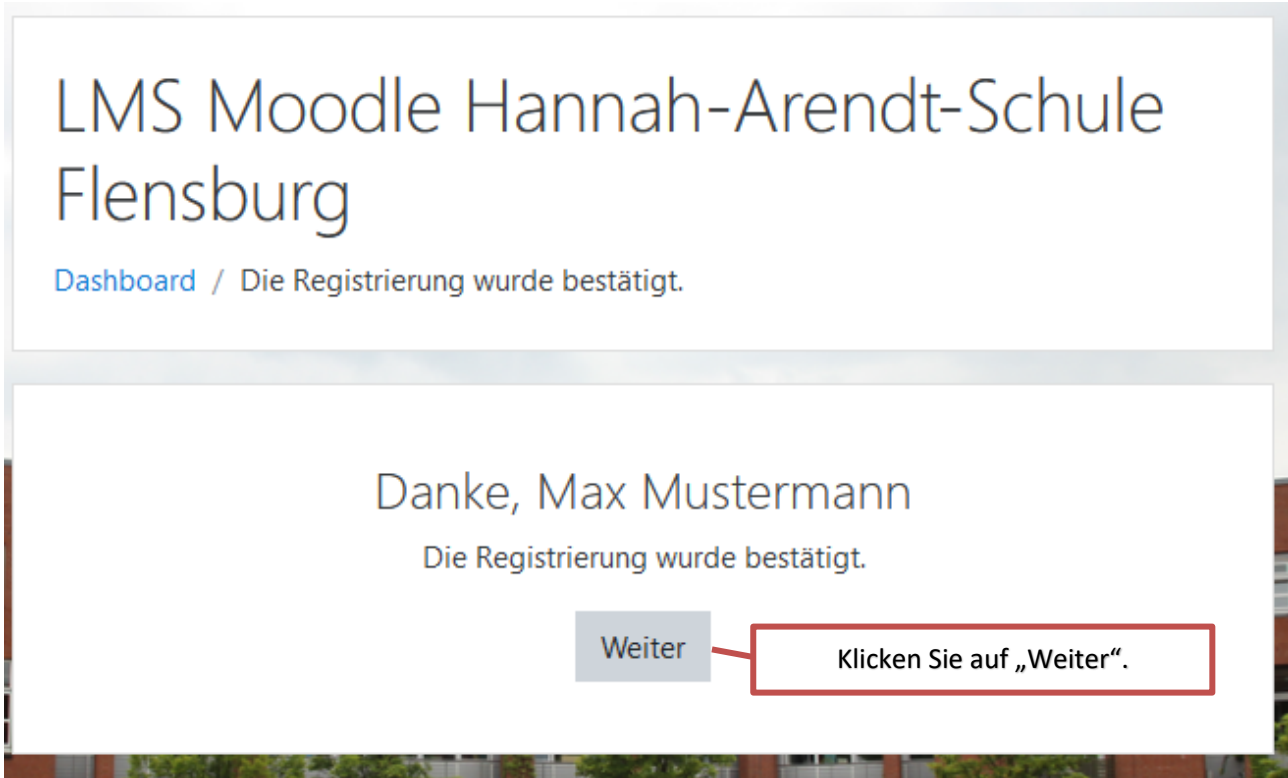 LMS Moodle Hannah-Arendt-Schule
Flensburg
Dashboard / Die Registrierung wurde bestätigt.
Danke, Max Mustermann
Die Registrierung wurde bestätigt.
Weiter
Klicken Sie auf „Weiter“.